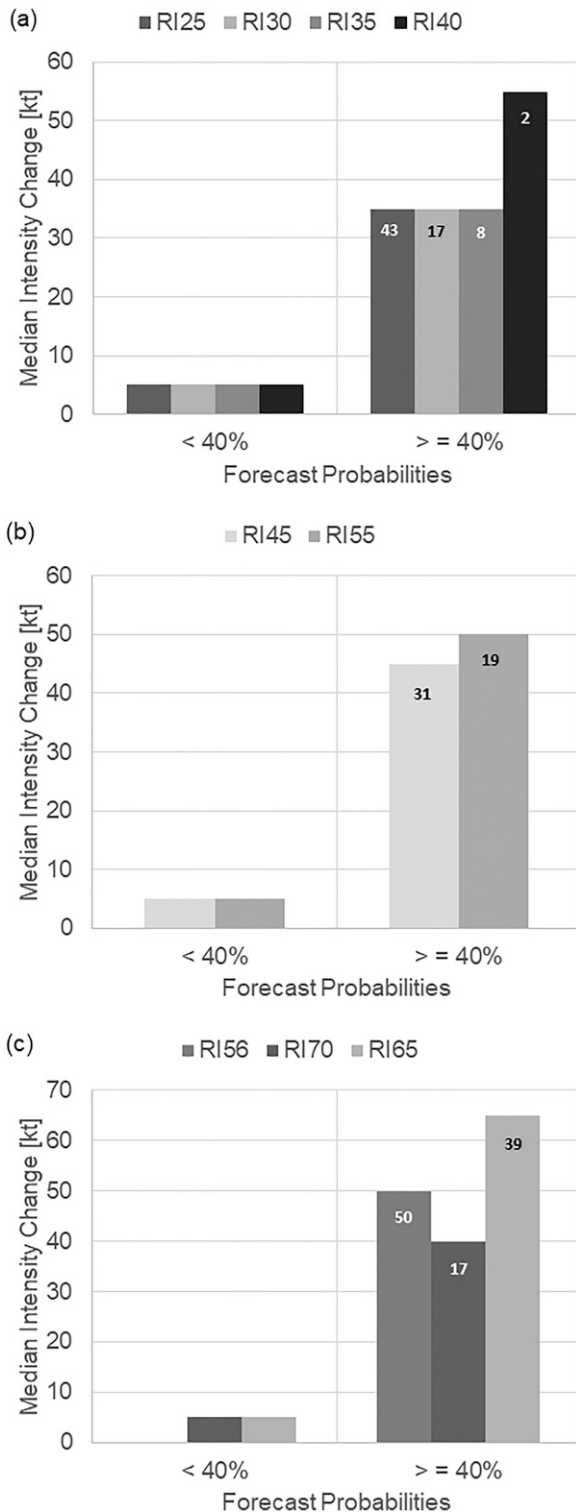 (a)
RI25 RI30 RI35 RI40
Median Intensity Change [kt]
60
50
40
30
20
10
0
43
17
8
2
< 40%
> = 40%
Forecast Probabilities
(b)
RI45 RI55
Median Intensity Change [kt]
60
50
40
30
20
10
0
31
19
< 40%
> = 40%
Forecast Probabilities
(c)
RI56 RI70 RI65
Median Intensity Change [kt]
70
60
50
40
30
20
10
0
50
17
39
< 40%
> = 40%
Forecast Probabilities